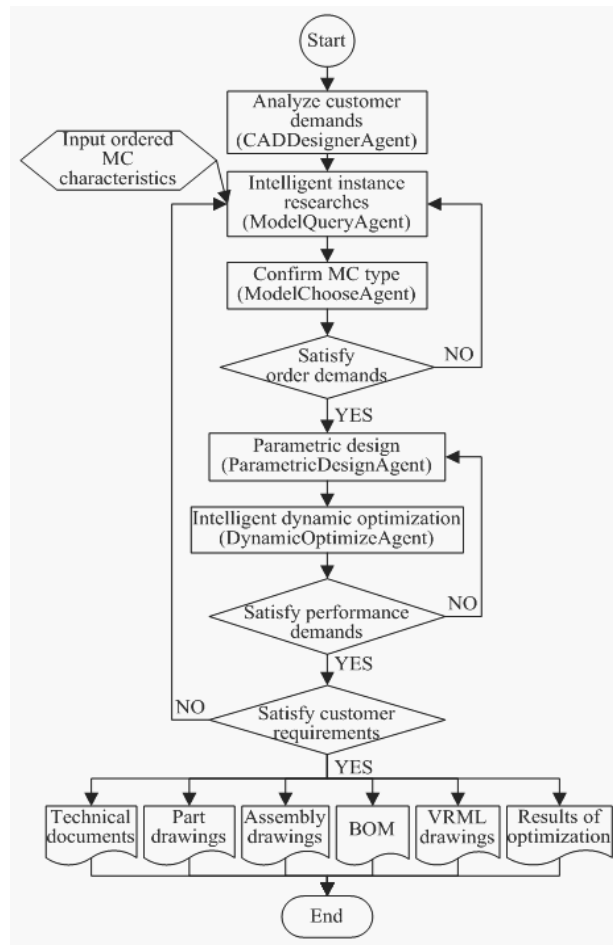 Start
Analyze customer
demands
(CADDesignerAgent)
Input ordered
MC
characteristics
Intelligent instance
researches
(ModelQueryAgent)
Confirm MC type
(ModelChooseAgent)
Satisfy
order demands
NO
YES
Parametric design
(ParametricDesignAgent)
Intelligent dynamic optimization
(DynamicOptimizeAgent)
Satisfy performance
demands
NO
YES
NO
Satisfy customer
requirements
YES
Technical
documents
Part
drawings
Assembly
drawings
BOM
VRML
drawings
Results of
optimization
End